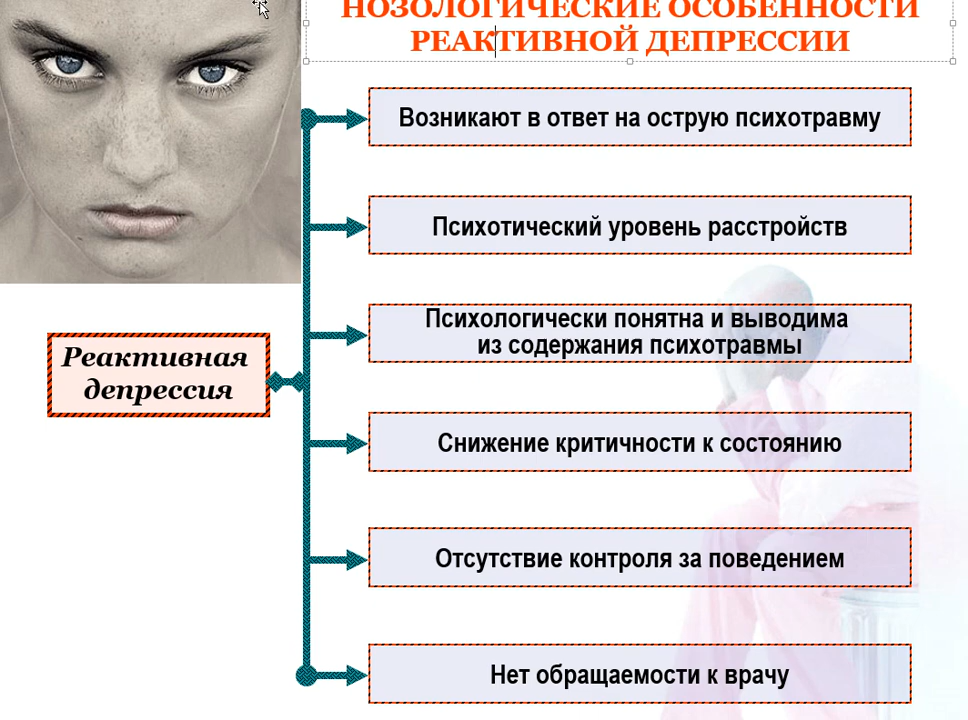 НОЗОЛОГИЧЕСКИЕ ОСОБЕННОСТИ
РЕАКТИВНОЙ ДЕПРЕССИИ
Возникают в ответ на острую психотравму
Психотический уровень расстройств
Психологически понятна и выводима
из содержания психотравмы
Реактивная
депрессия
Снижение критичности к состоянию
Отсутствие контроля за поведением
Нет обращаемости к врачу